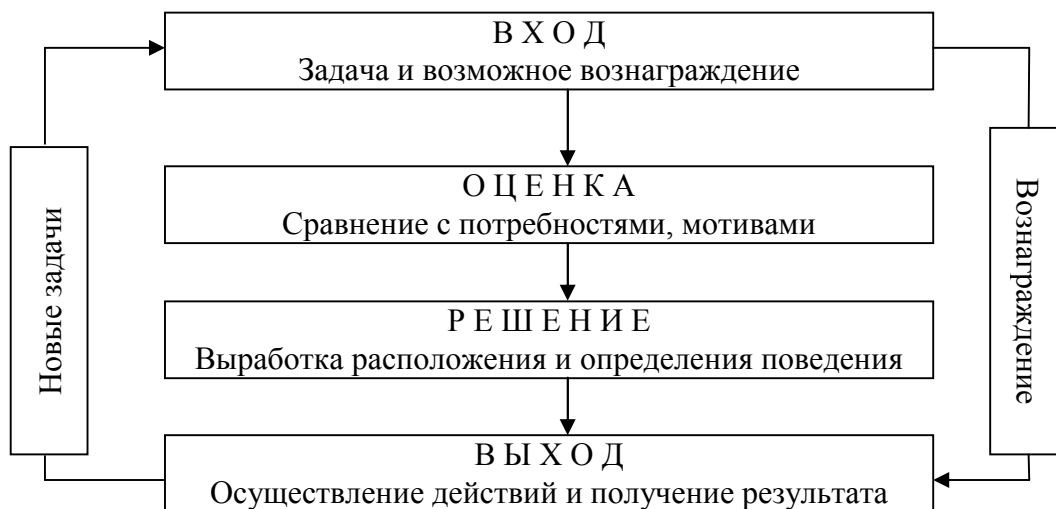 В Х О Д
Задача и возможное вознаграждение
О Ц Е Н К А
Сравнение с потребностями, мотивами
Р Е Ш Е Н И Е
Выработка расположения и определения поведения
В Ы Х О Д
Осуществление действий и получение результата
Новые задачи
Вознаграждение